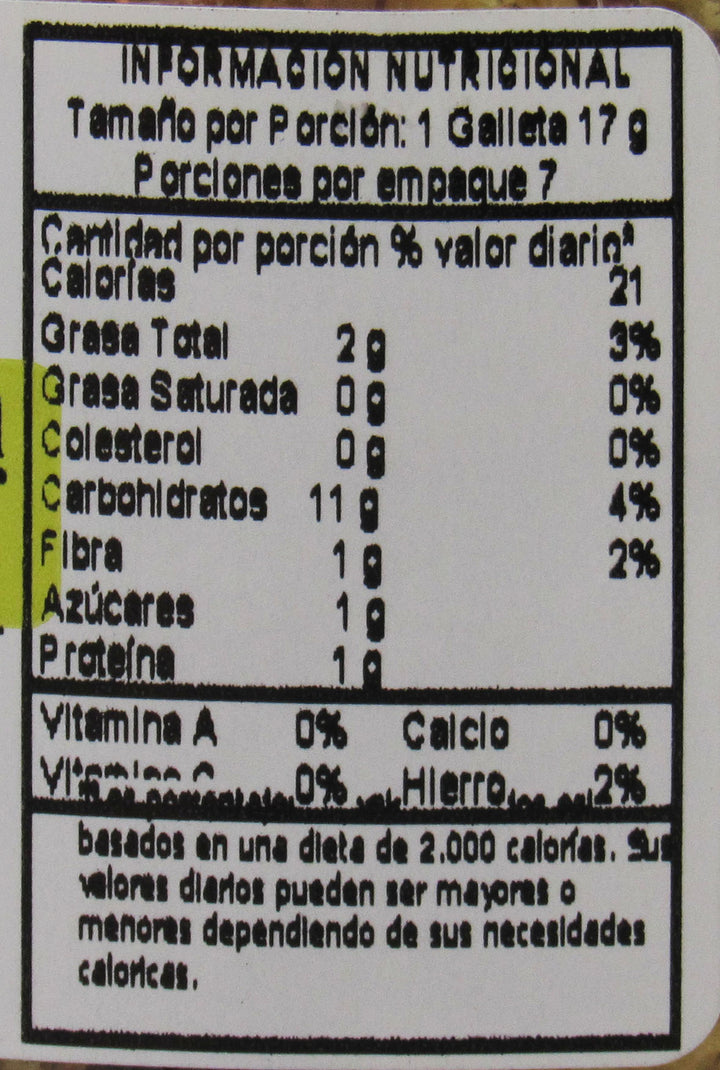 INFORMACIÓN NUTRICIONAL
Tamaño por Porción: 1 Galleta 17 g
Porciones por empaque 7
Cantidad por porción % valor diario*
Calorías 21
Grasa Total 2 g 3%
Grasa Saturada 0 g 0%
Colesterol 0 g 0%
Carbohidratos 11 g 4%
Fibra 1 g 2%
Azúcares 1 g
Proteína 1 g
Vitamina A 0% Calcio 0%
Vitamina C 0% Hierro 2%
basados en una dieta de 2.000 calorías. Sus
valores diarios pueden ser mayores o
menores dependiendo de sus necesidades
caloricas.